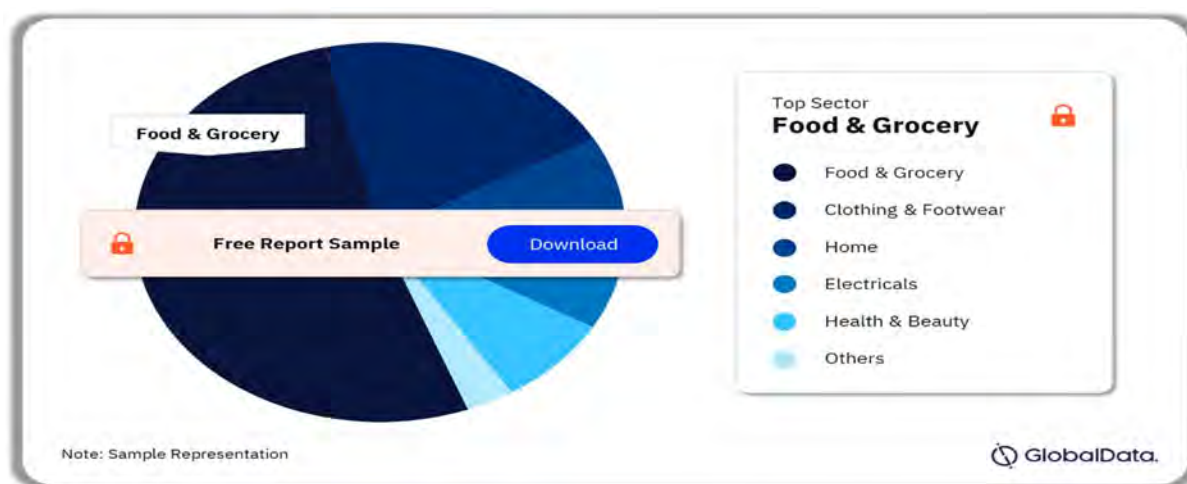 Food & Grocery
Free Report Sample
Download
Top Sector
Food & Grocery
Food & Grocery
Clothing & Footwear
Home
Electricals
Health & Beauty
Others
Note: Sample Representation
GlobalData.